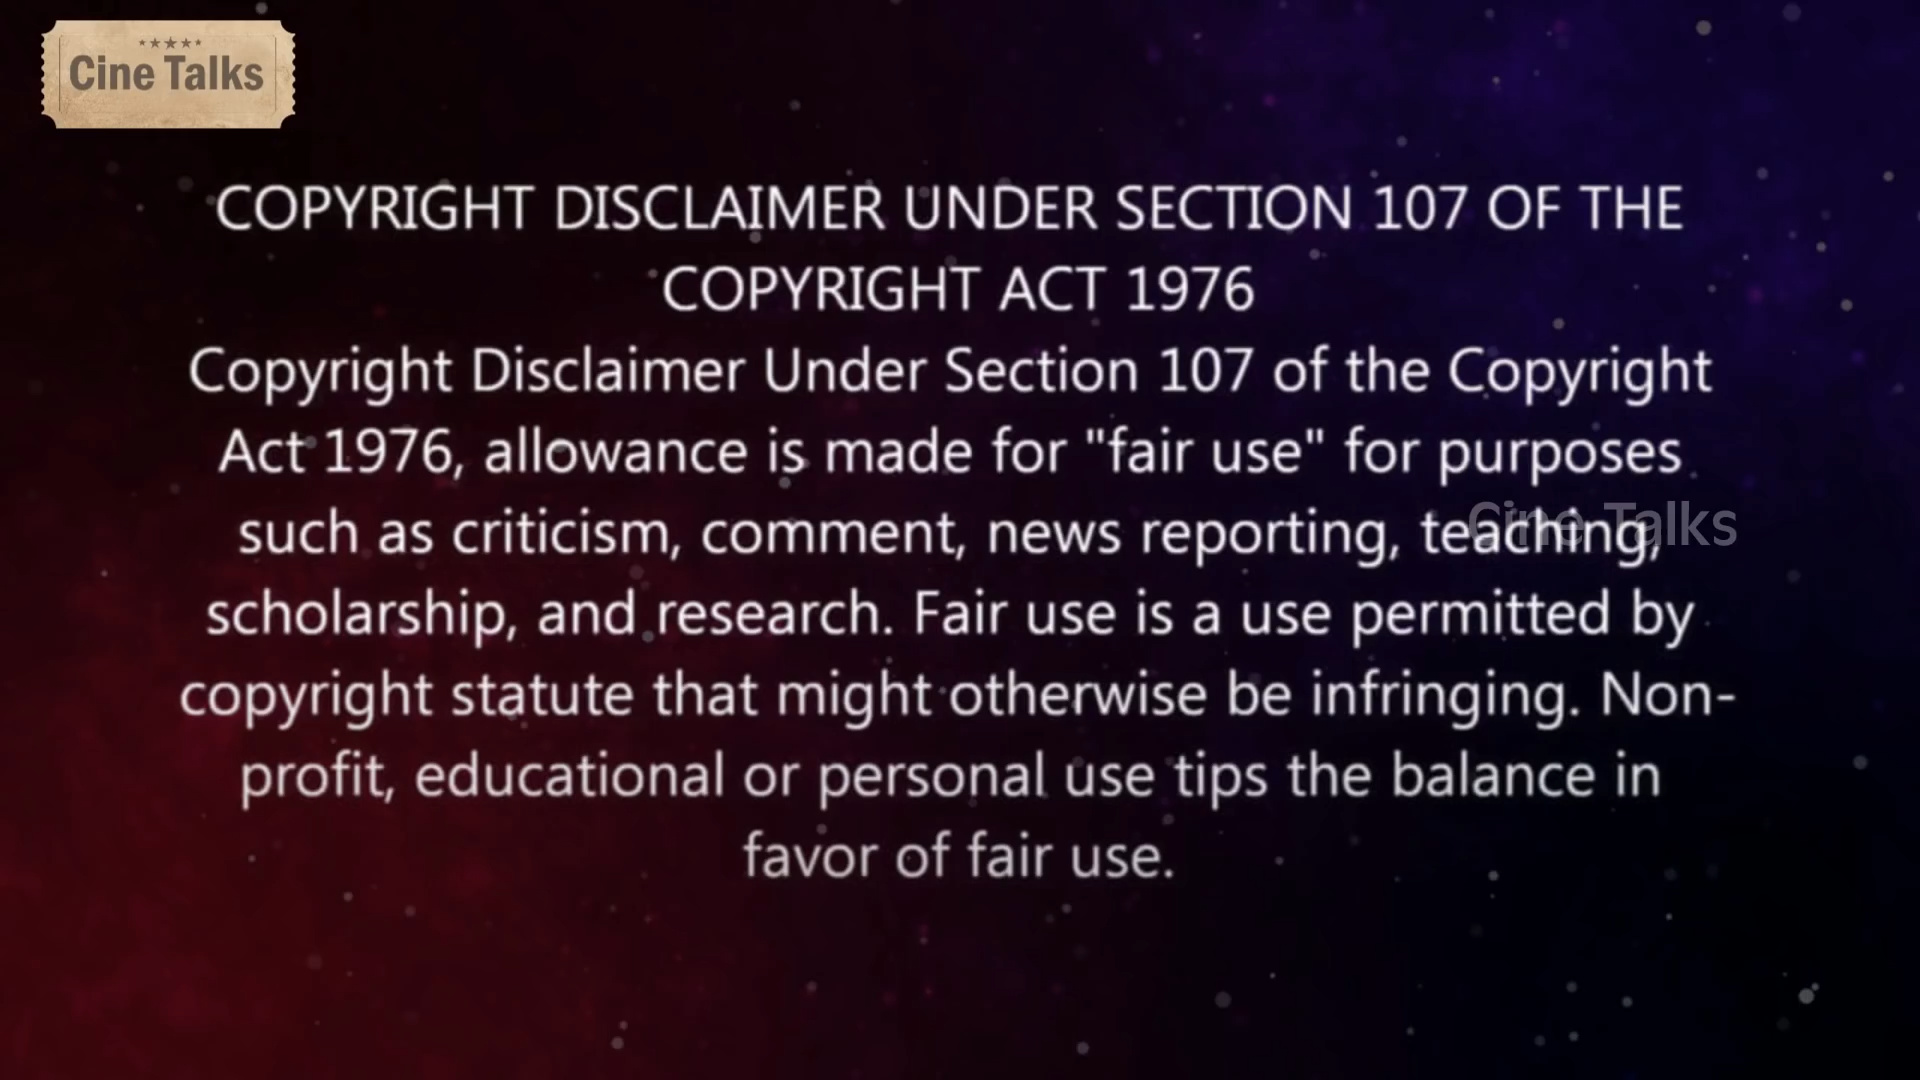 Cine Talks
COPYRIGHT DISCLAIMER UNDER SECTION 107 OF THE
COPYRIGHT ACT 1976
Copyright Disclaimer Under Section 107 of the Copyright
Act 1976, allowance is made for "fair use" for purposes
such as criticism, comment, news reporting, teaching,
Cine Talks
scholarship, and research. Fair use is a use permitted by
copyright statute that might otherwise be infringing. Non-
profit, educational or personal use tips the balance in
favor of fair use.